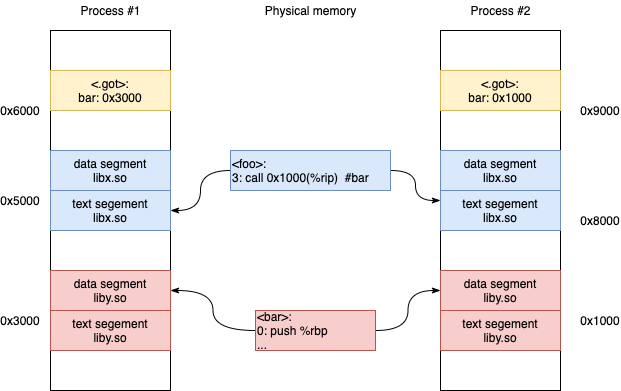 Process #1
Physical memory
Process #2
<.got>:
bar: 0x3000
<.got>:
bar: 0x1000
0x6000
0x9000
data segment
libx.so
<foo>:
3: call 0x1000(%rip)  #bar
data segment
libx.so
0x5000
text segement
libx.so
text segement
libx.so
0x8000
data segment
liby.so
data segment
liby.so
0x3000
text segement
liby.so
<bar>:
0: push %rbp
...
text segement
liby.so
0x1000